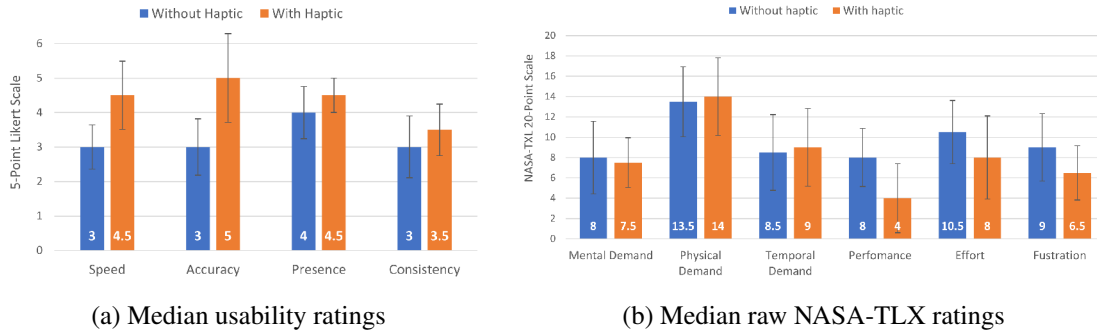 Without Haptic With Haptic
5-Point Likert Scale
6
5
4
3
2
1
0
3 4.5 3 5 4 4.5 3 3.5
Speed Accuracy Presence Consistency
(a) Median usability ratings
Without haptic With haptic
NASA-TXL 20-Point Scale
20
18
16
14
12
10
8
6
4
2
0
8 7.5 13.5 14 8.5 9 8 4 10.5 8 9 6.5
Mental Demand Physical Temporal Perfomance Effort Fustration
Demand Demand
(b) Median raw NASA-TLX ratings